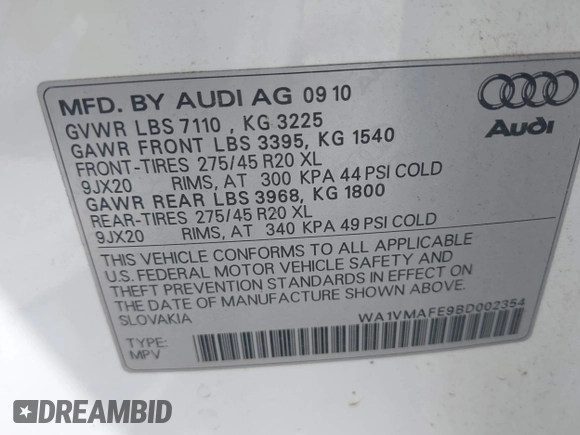 MFD. BY AUDI AG 09 10
GVWR LBS 7110 , KG 3225
GAWR FRONT LBS 3395, KG 1540
FRONT-TIRES 275/45 R20 XL
9JX20 RIMS, AT 300 KPA 44 PSI COLD
GAWR REAR LBS 3968, KG 1800
REAR-TIRES 275/45 R20 XL
9JX20 RIMS, AT 340 KPA 49 PSI COLD
THIS VEHICLE CONFORMS TO ALL APPLICABLE
U.S. FEDERAL MOTOR VEHICLE SAFETY AND
THEFT PREVENTION STANDARDS IN EFFECT ON
THE DATE OF MANUFACTURE SHOWN ABOVE.
SLOVAKIA
WA1VMAFE9BD002354
TYPE:
MPV
Audi
DREAMBID